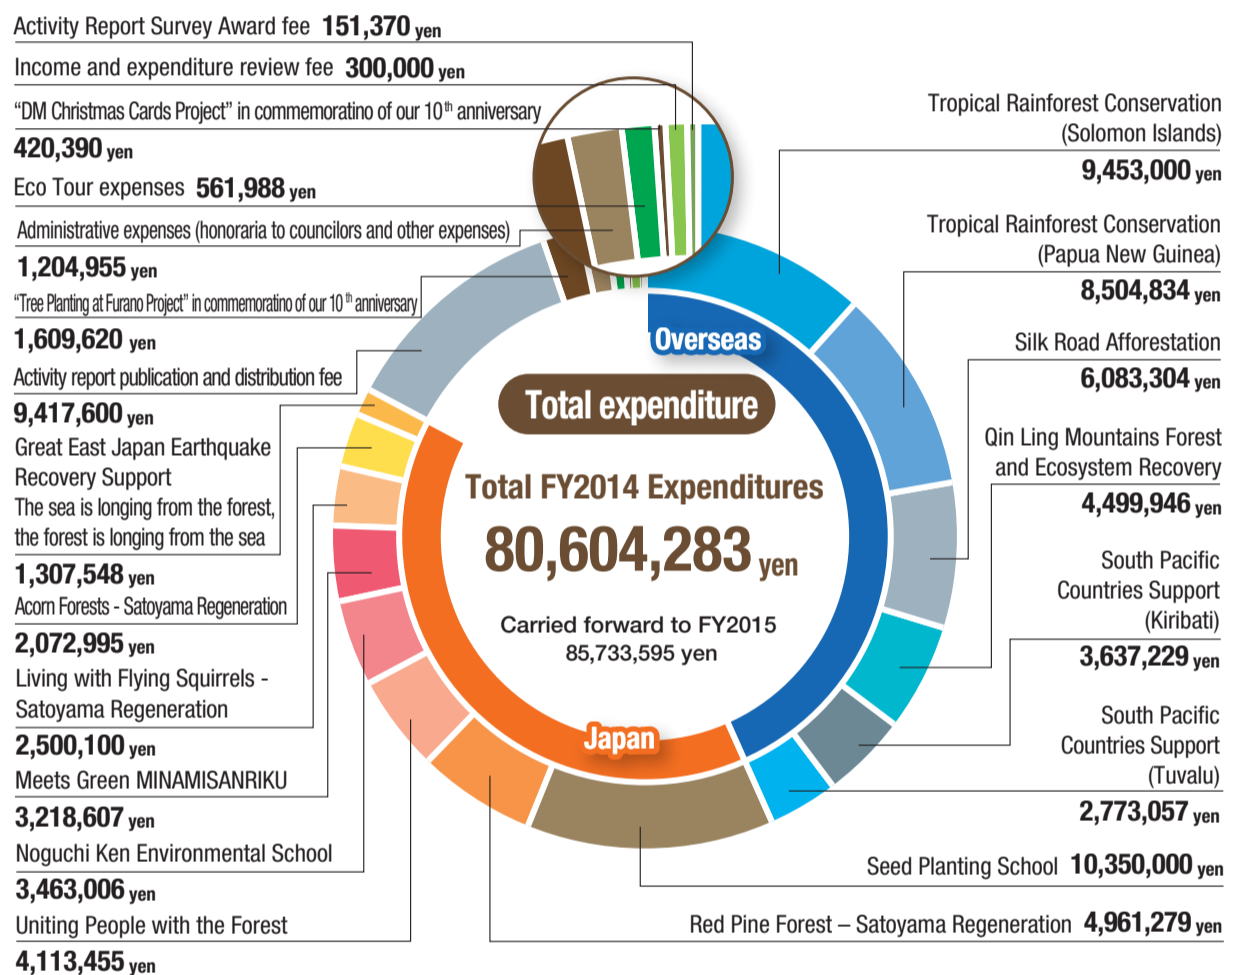 Activity Report Survey Award fee 151,370 yen
Income and expenditure review fee 300,000 yen
“DM Christmas Cards Project” in commemoratino of our 10th anniversary
420,390 yen
Eco Tour expenses 561,988 yen
Administrative expenses (honoraria to councilors and other expenses)
1,204,955 yen
“Tree Planting at Furano Project” in commemoratino of our 10th anniversary
1,609,620 yen
Activity report publication and distribution fee
9,417,600 yen
Great East Japan Earthquake
Recovery Support
The sea is longing from the forest,
the forest is longing from the sea
1,307,548 yen
Acorn Forests - Satoyama Regeneration
2,072,995 yen
Living with Flying Squirrels -
Satoyama Regeneration
2,500,100 yen
Meets Green MINAMISANRIKU
3,218,607 yen
Noguchi Ken Environmental School
3,463,006 yen
Uniting People with the Forest
4,113,455 yen
Overseas
Total expenditure
Total FY2014 Expenditures
80,604,283 yen
Carried forward to FY2015
85,733,595 yen
Japan
Tropical Rainforest Conservation
(Solomon Islands)
9,453,000 yen
Tropical Rainforest Conservation
(Papua New Guinea)
8,504,834 yen
Silk Road Afforestation
6,083,304 yen
Qin Ling Mountains Forest
and Ecosystem Recovery
4,499,946 yen
South Pacific
Countries Support
(Kiribati)
3,637,229 yen
South Pacific
Countries Support
(Tuvalu)
2,773,057 yen
Seed Planting School 10,350,000 yen
Red Pine Forest – Satoyama Regeneration 4,961,279 yen